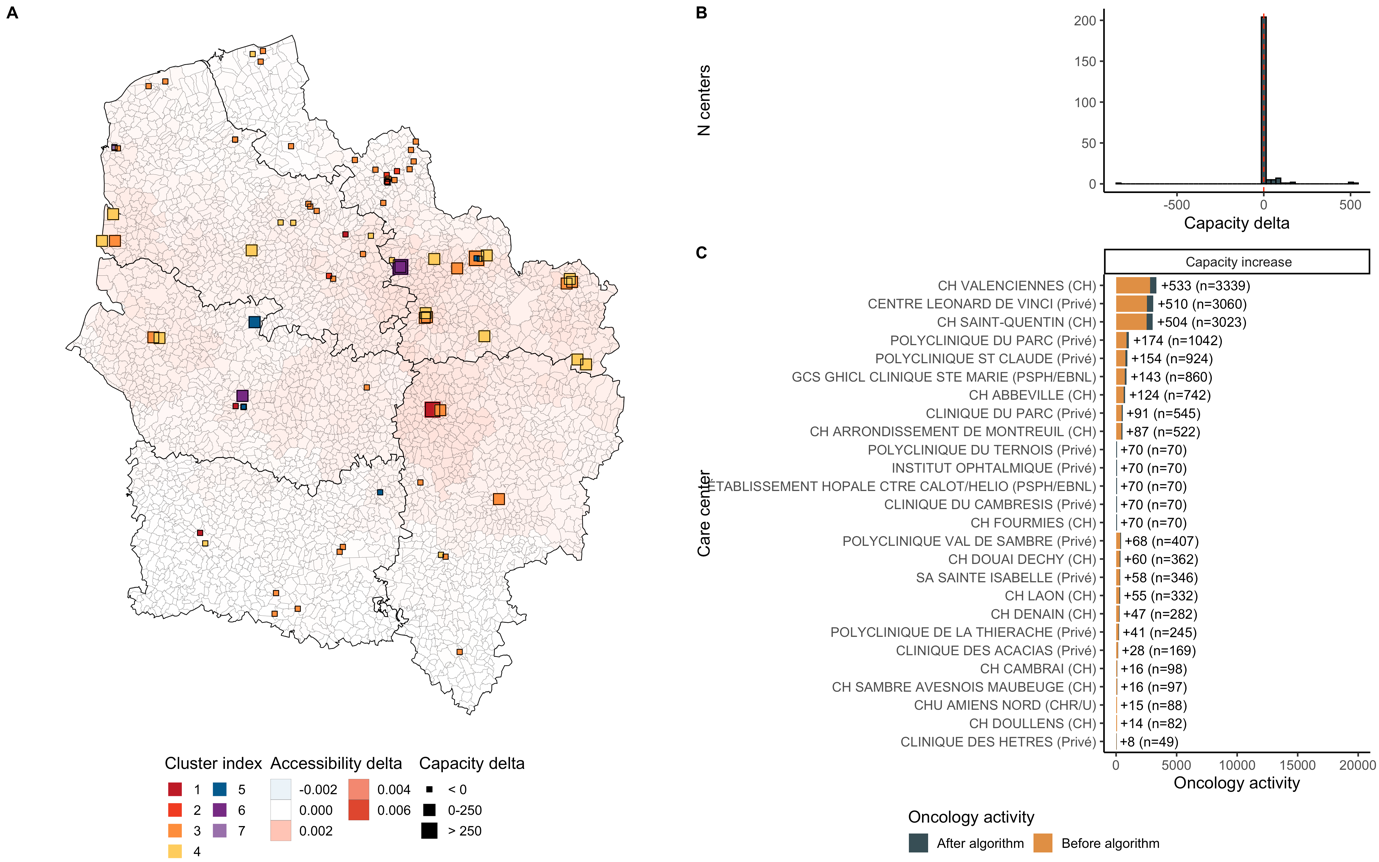 A
Cluster index
1
2
3
4
5
6
7
Accessibility delta
-0.002
0.000
0.002
0.004
0.006
Capacity delta
< 0
0-250
> 250
B
N centers
200
150
100
50
0
-500
0
500
Capacity delta
C
Capacity increase
Care center
CH VALENCIENNES (CH) +533 (n=3339)
CENTRE LEONARD DE VINCI (Privé) +510 (n=3060)
CH SAINT-QUENTIN (CH) +504 (n=3023)
POLYCLINIQUE DU PARC (Privé) +174 (n=1042)
POLYCLINIQUE ST CLAUDE (Privé) +154 (n=924)
GCS GHICL CLINIQUE STE MARIE (PSPH/EBNL) +143 (n=860)
CH ABBEVILLE (CH) +124 (n=742)
CLINIQUE DU PARC (Privé) +91 (n=545)
CH ARRONDISSEMENT DE MONTREUIL (CH) +87 (n=522)
POLYCLINIQUE DU TERNOIS (Privé) +70 (n=70)
INSTITUT OPHTALMIQUE (Privé) +70 (n=70)
ÉTABLISSEMENT HOPALE CTRE CALOT/HELIO (PSPH/EBNL) +70 (n=70)
CLINIQUE DU CAMBRESIS (Privé) +70 (n=70)
CH FOURMIES (CH) +70 (n=70)
POLYCLINIQUE VAL DE SAMBRE (Privé) +68 (n=407)
CH DOUAI DECHY (CH) +60 (n=362)
SA SAINTE ISABELLE (Privé) +58 (n=346)
CH LAON (CH) +55 (n=332)
CH DENAIN (CH) +47 (n=282)
POLYCLINIQUE DE LA THIERACHE (Privé) +41 (n=245)
CLINIQUE DES ACACIAS (Privé) +28 (n=169)
CH CAMBRAI (CH) +16 (n=98)
CH SAMBRE AVESNOIS MAUBEUGE (CH) +16 (n=97)
CHU AMIENS NORD (CHR/U) +15 (n=88)
CH DOULLENS (CH) +14 (n=82)
CLINIQUE DES HETRES (Privé) +8 (n=49)
0 5000 10000 15000 20000
Oncology activity
Oncology activity
After algorithm
Before algorithm